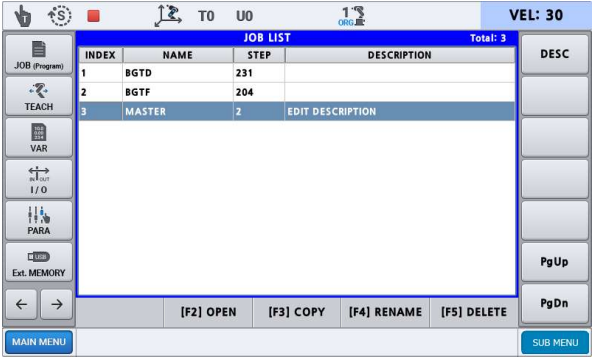 S T0 U0 1 ORG VEL: 30
JOB LIST Total: 3
INDEX NAME STEP DESCRIPTION
1 BGTD 231
2 BGTF 204
3 MASTER 2 EDIT DESCRIPTION
JOB (Program)
TEACH
VAR
IN OUT
I/O
PARA
USB
Ext. MEMORY
← →
DESC
PgUp
PgDn
[F2] OPEN [F3] COPY [F4] RENAME [F5] DELETE
MAIN MENU SUB MENU